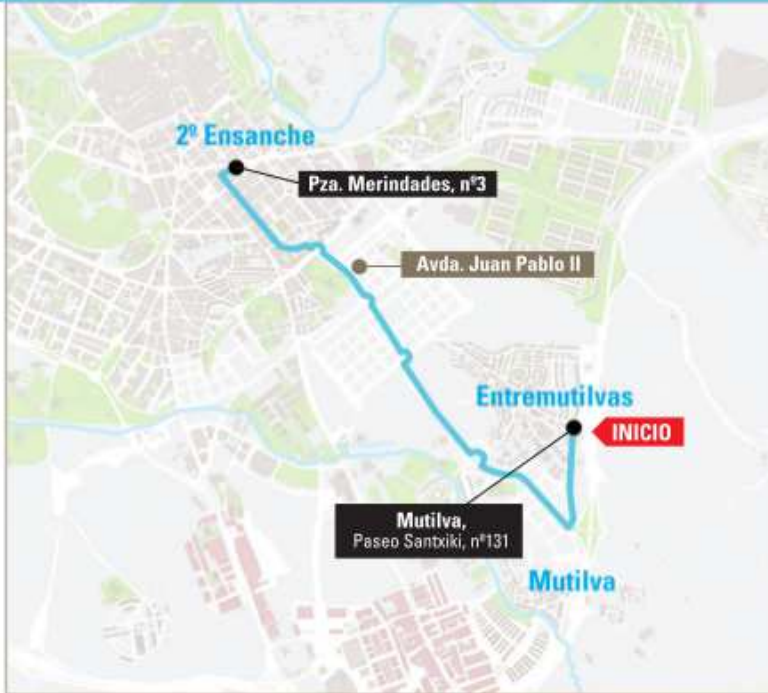 2º Ensanche
Pza. Merindades, nº3
Avda. Juan Pablo II
Entremutilvas
INICIO
Mutilva,
Paseo Santxiki, nº131
Mutilva